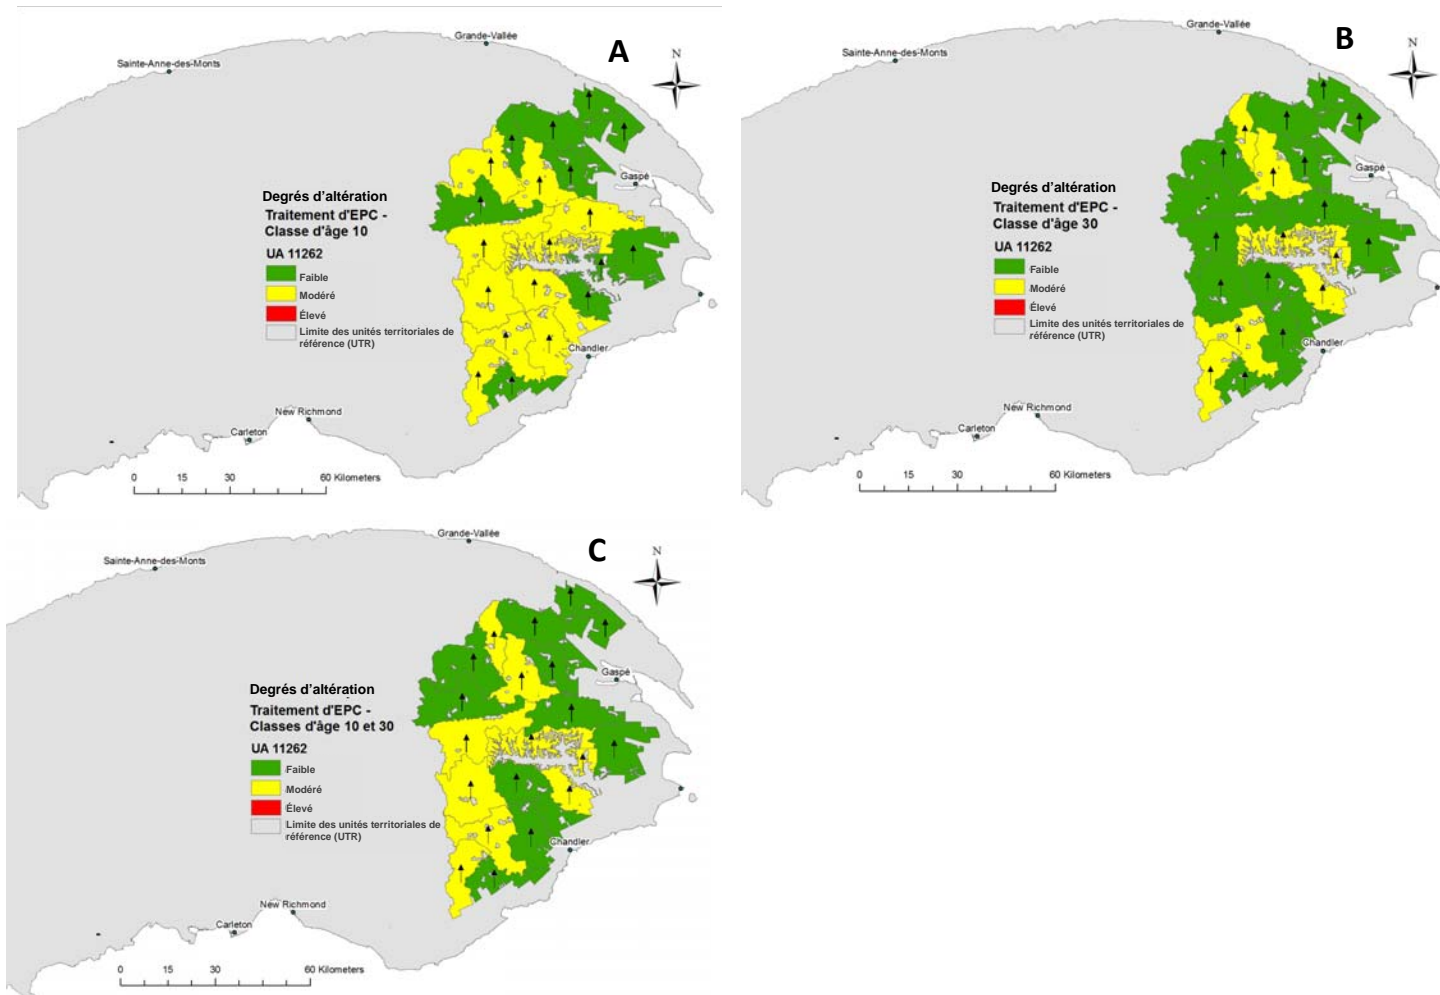 A
Grande-Vallée
Sainte-Anne-des-Monts
N
Gaspé
Degrés d'altération
Traitement d'EPC -
Classe d'âge 10
UA 11262
Faible
Modéré
Élevé
Limite des unités territoriales de
référence (UTR)
Chandler
New Richmond
Carleton
0 15 30 60 Kilometers
B
Grande-Vallée
Sainte-Anne-des-Monts
N
Gaspé
Degrés d'altération
Traitement d'EPC -
Classe d'âge 30
UA 11262
Faible
Modéré
Élevé
Limite des unités territoriales de
référence (UTR)
Chandler
New Richmond
Carleton
0 15 30 60 Kilometers
C
Grande-Vallée
Sainte-Anne-des-Monts
N
Gaspé
Degrés d'altération
Traitement d'EPC -
Classes d'âge 10 et 30
UA 11262
Faible
Modéré
Élevé
Limite des unités territoriales de
référence (UTR)
Chandler
New Richmond
Carleton
0 15 30 60 Kilometers